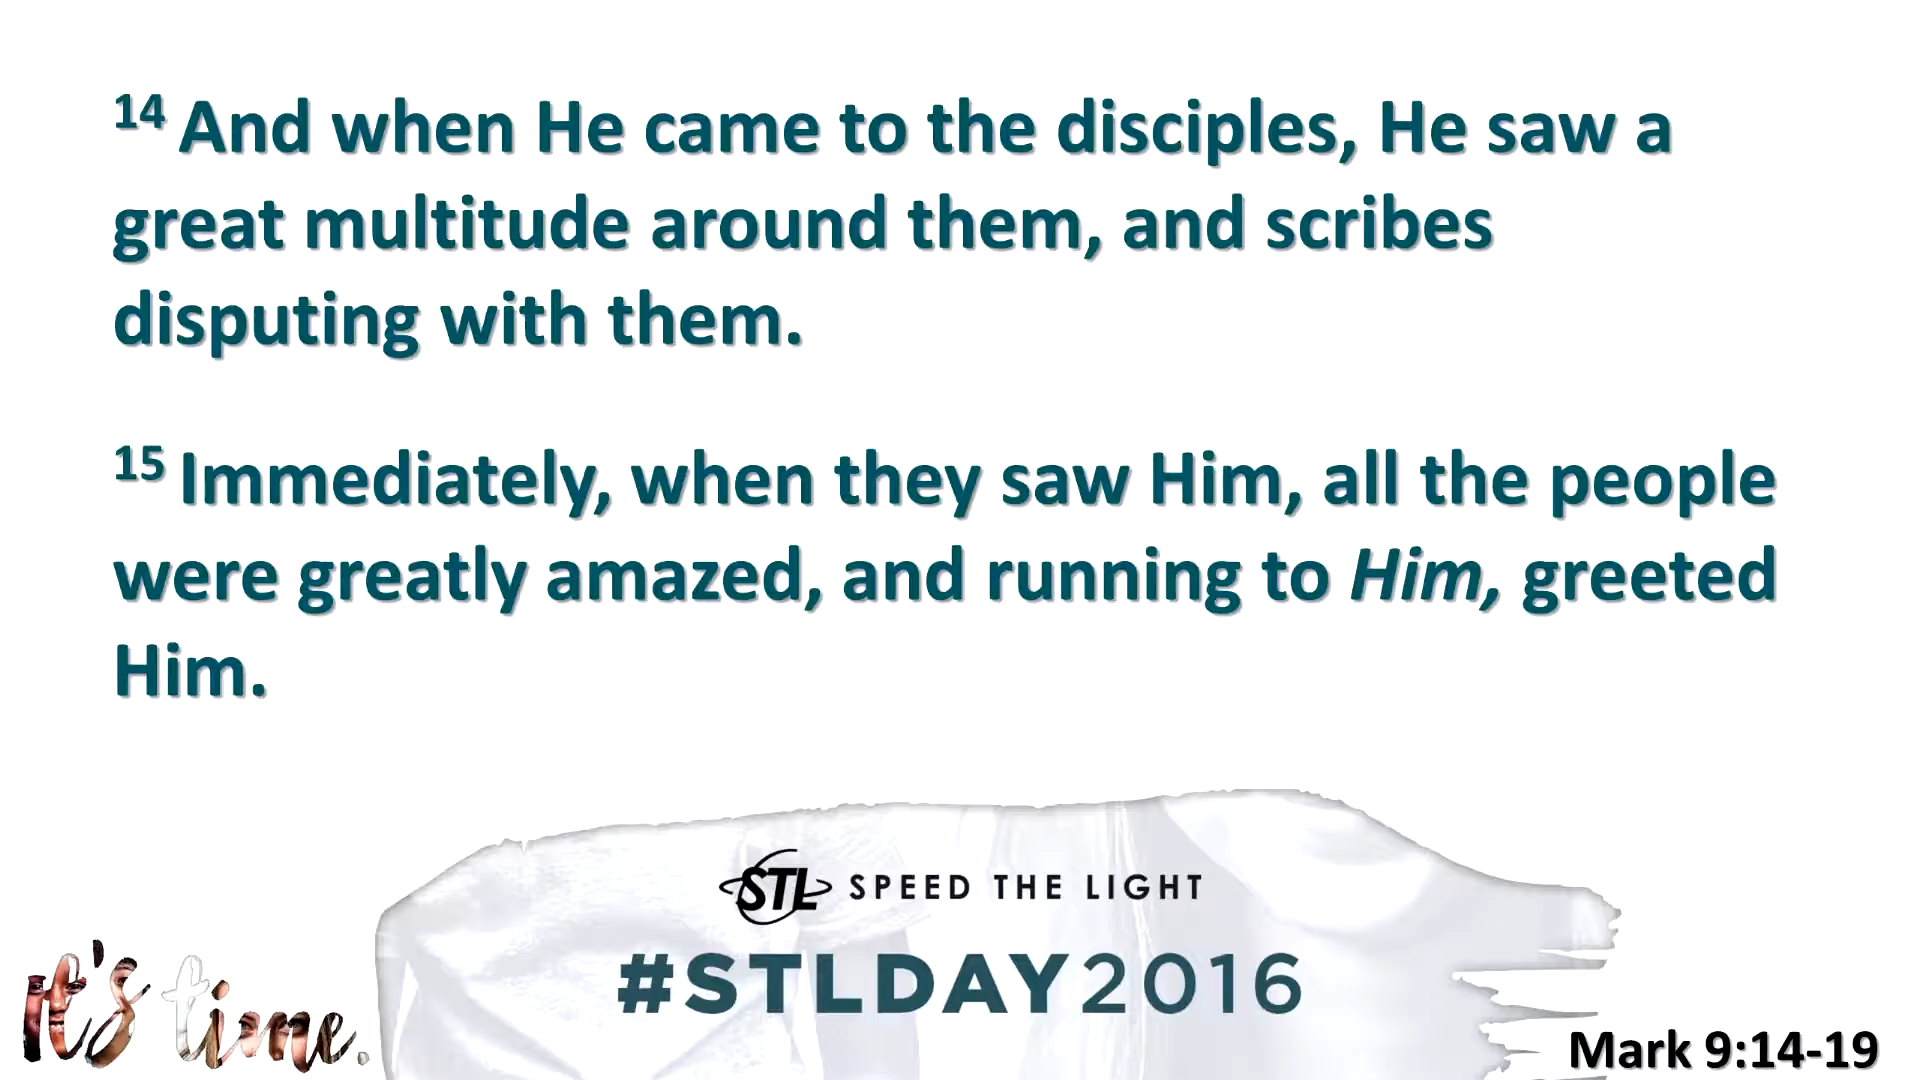 14 And when He came to the disciples, He saw a
great multitude around them, and scribes
disputing with them.
15 Immediately, when they saw Him, all the people
were greatly amazed, and running to Him, greeted
Him.
STL SPEED THE LIGHT
#STLDAY2016
It's time.
Mark 9:14-19